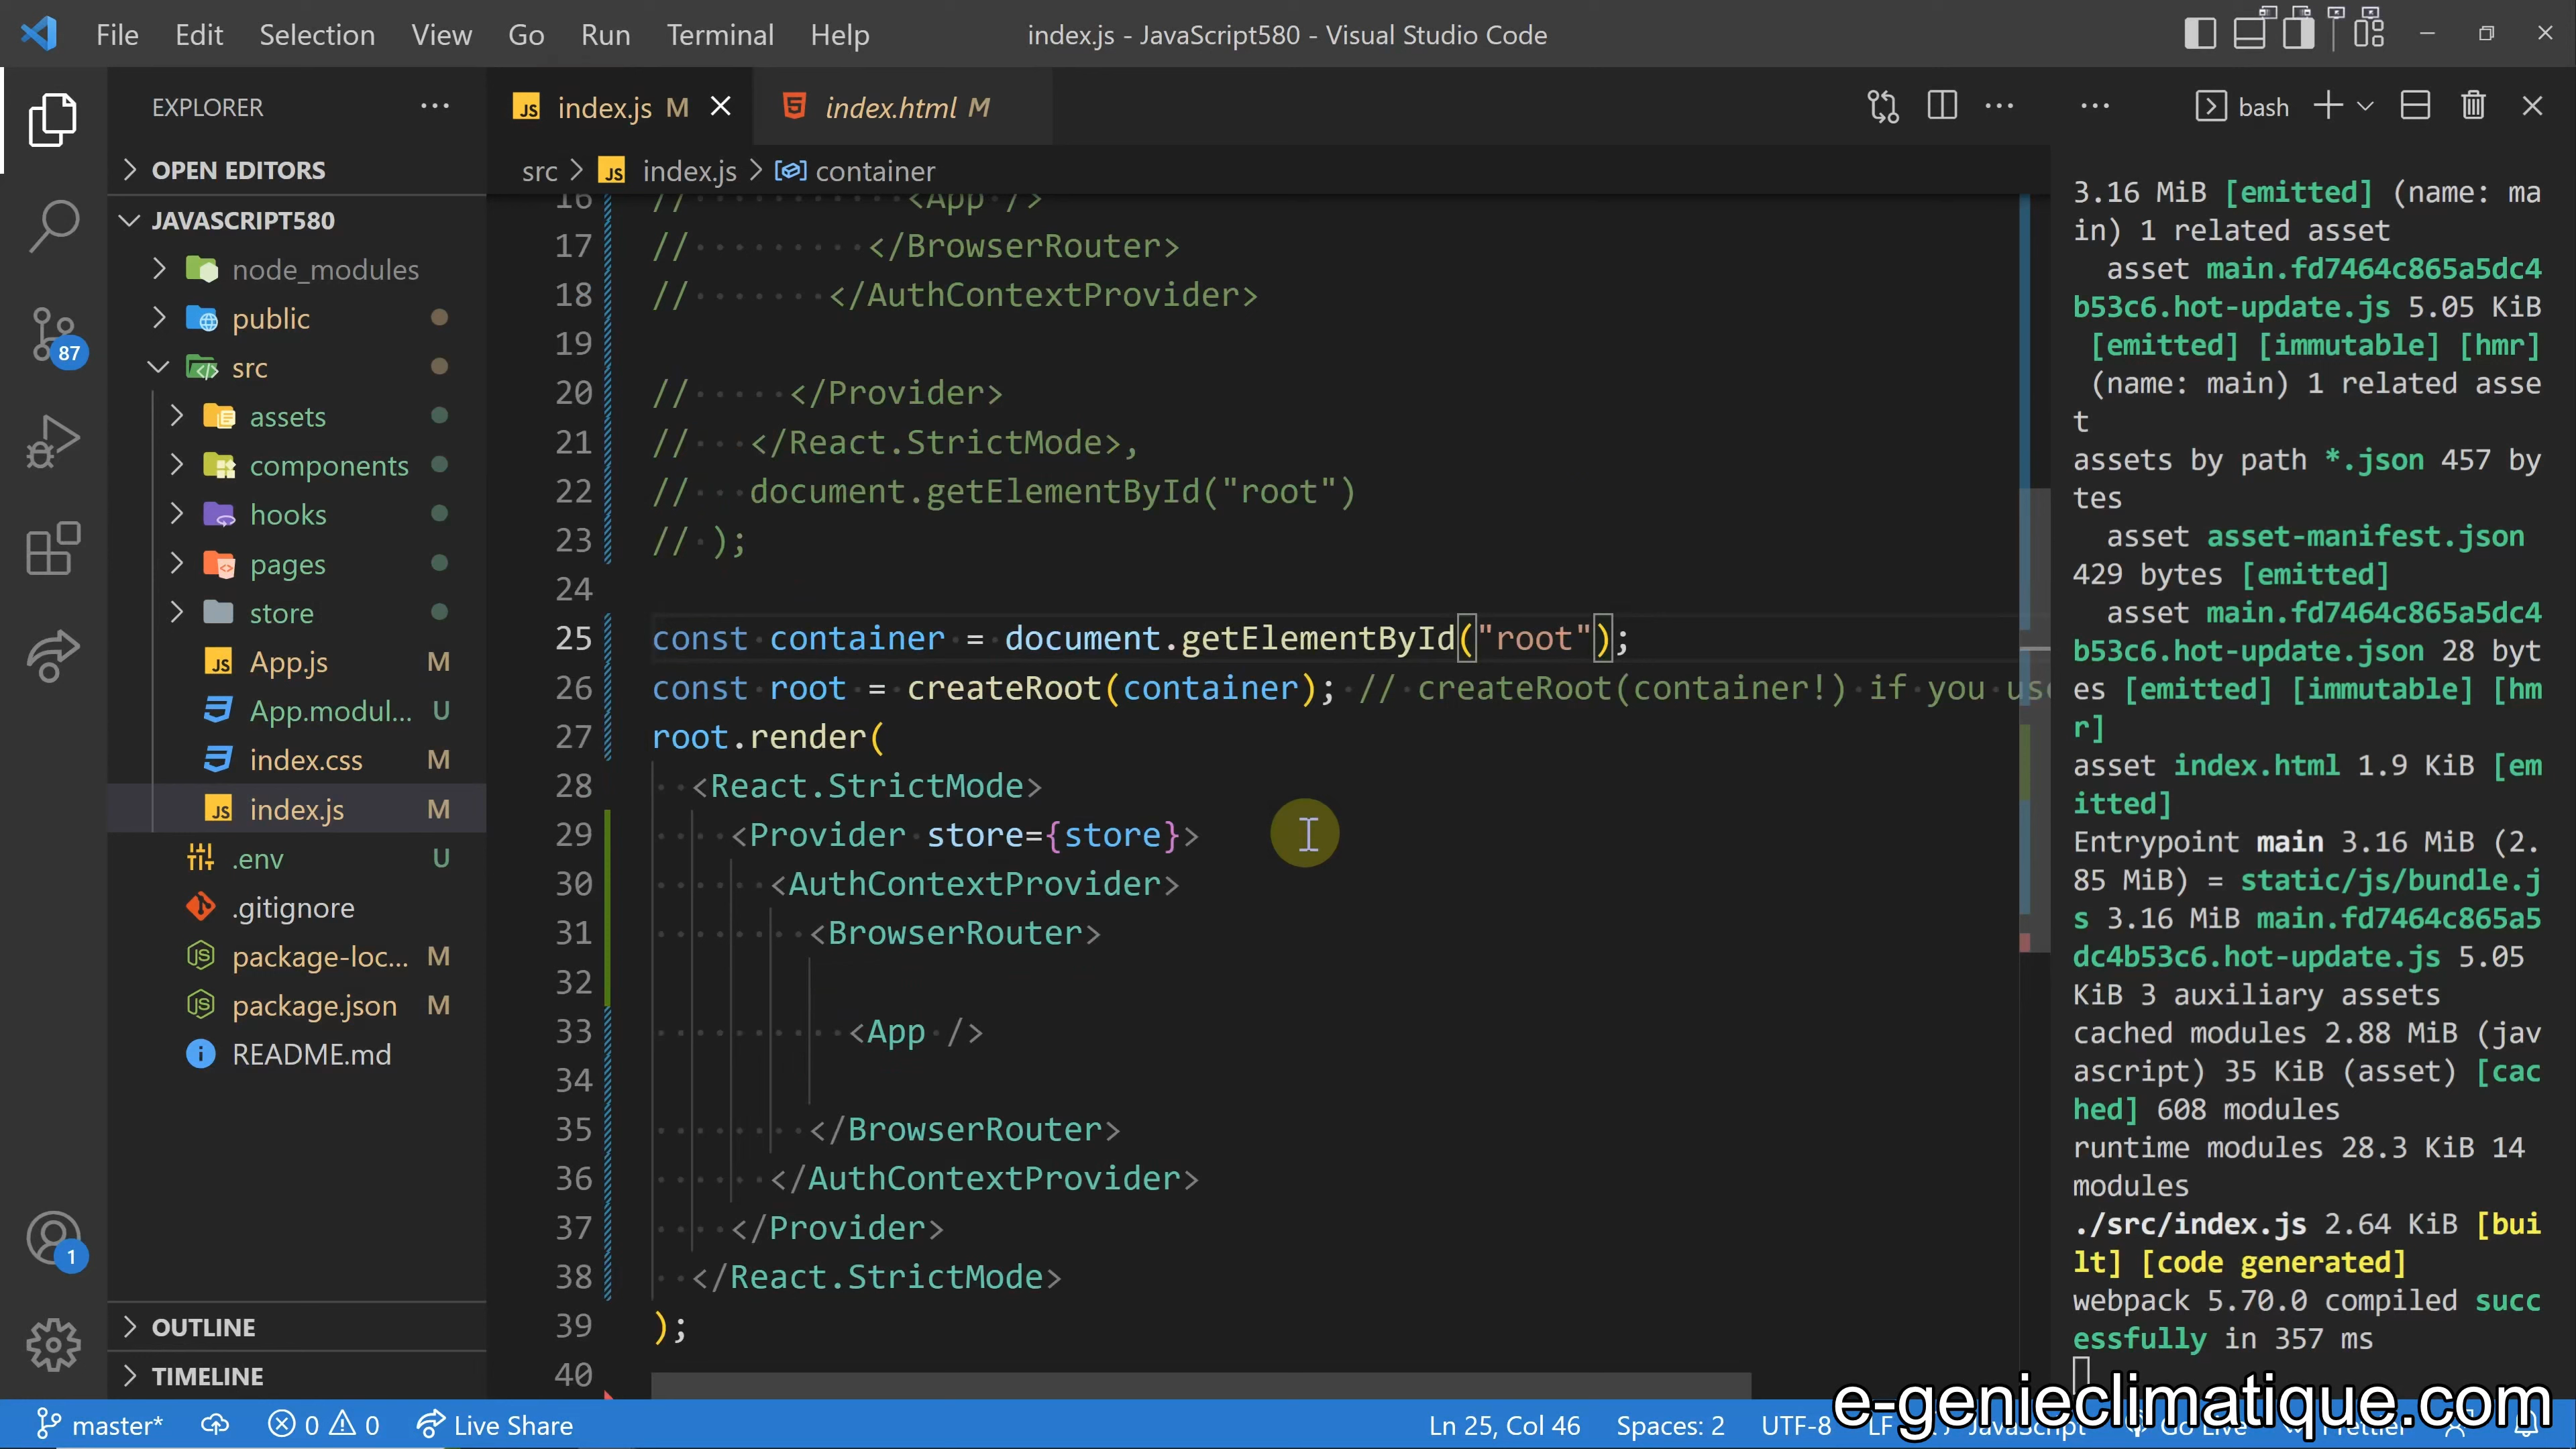 File Edit Selection View Go Run Terminal Help
index.js - JavaScript580 - Visual Studio Code
EXPLORER
OPEN EDITORS
JAVASCRIPT580
node_modules
public
src
assets
components
hooks
pages
store
App.js M
App.modul... U
index.css M
index.js M
.env U
.gitignore
package-loc... M
package.json M
README.md
OUTLINE
TIMELINE
87
1
index.js M
index.html M
src > index.js > container
16 // <App />
17 // </BrowserRouter>
18 // </AuthContextProvider>
19
20 // </Provider>
21 // </React.StrictMode>,
22 // document.getElementById("root")
23 // );
24
25 const container = document.getElementById("root");
26 const root = createRoot(container); // createRoot(container!) if you us
27 root.render(
28 <React.StrictMode>
29 <Provider store={store}>
30 <AuthContextProvider>
31 <BrowserRouter>
32
33 <App />
34
35 </BrowserRouter>
36 </AuthContextProvider>
37 </Provider>
38 </React.StrictMode>
39 );
40
bash
3.16 MiB [emitted] (name: ma
in) 1 related asset
asset main.fd7464c865a5dc4
b53c6.hot-update.js 5.05 KiB
[emitted] [immutable] [hmr]
(name: main) 1 related asse
t
assets by path *.json 457 by
tes
asset asset-manifest.json
429 bytes [emitted]
asset main.fd7464c865a5dc4
b53c6.hot-update.json 28 byt
es [emitted] [immutable] [hm
r]
asset index.html 1.9 KiB [em
itted]
Entrypoint main 3.16 MiB (2.
85 MiB) = static/js/bundle.j
s 3.16 MiB main.fd7464c865a5
dc4b53c6.hot-update.js 5.05
KiB 3 auxiliary assets
cached modules 2.88 MiB (jav
ascript) 35 KiB (asset) [cac
hed] 608 modules
runtime modules 28.3 KiB 14
modules
./src/index.js 2.64 KiB [bui
lt] [code generated]
webpack 5.70.0 compiled succ
essfully in 357 ms
e-genieclimatique.com
master* 0 0 Live Share
Ln 25, Col 46 Spaces: 2 UTF-8 LF JavaScript Go Live Prettier